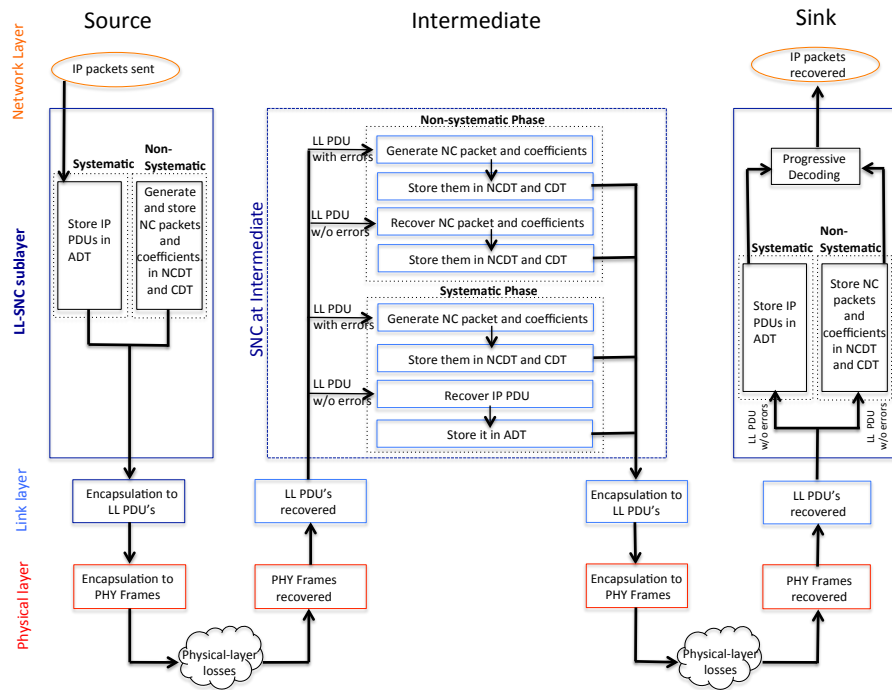 Source
Intermediate
Sink
Network Layer
IP packets sent
IP packets
recovered
LL-SNC sublayer
Systematic
Non-
Systematic
Store IP
PDUs in
ADT
Generate
and store
NC packets
and
coefficients.
in NCDT
and CDT
SNC at Intermediate
Non-systematic Phase
LL PDU
with errors
Generate NC packet and coefficients
Store them in NCDT and CDT
LL PDU
w/o errors
Recover NC packet and coefficients
Store them in NCDT and CDT
Systematic Phase
LL PDU
with errors
Generate NC packet and coefficients
Store them in NCDT and CDT
LL PDU
w/o errors
Recover IP PDU
Store it in ADT
Progressive
Decoding
Systematic
Non-
Systematic
Store IP
PDUs in
ADT
Store NC
packets
and
coefficients
in NCDT
and CDT
LL PDU
w/o errors
LL PDU
w/o errors
Link layer
Encapsulation to
LL PDU's
LL PDU's
recovered
Encapsulation to
LL PDU's
LL PDU's
recovered
Physical layer
Encapsulation to
PHY Frames
PHY Frames
recovered
Encapsulation to
PHY Frames
PHY Frames
recovered
Physical-layer
losses
Physical-layer
losses